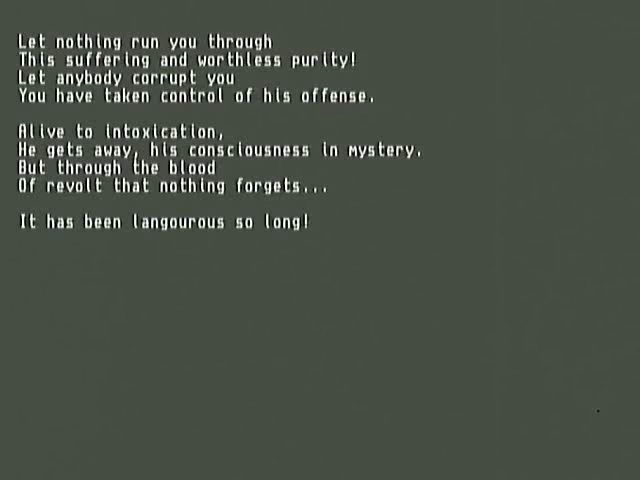 Let nothing run you through
This suffering and worthless purity!
Let anybody corrupt you
You have taken control of his offense.
Alive to intoxication,
He gets away, his consciousness in mystery.
But through the blood
Of revolt that nothing forgets...
It has been langourous so long!